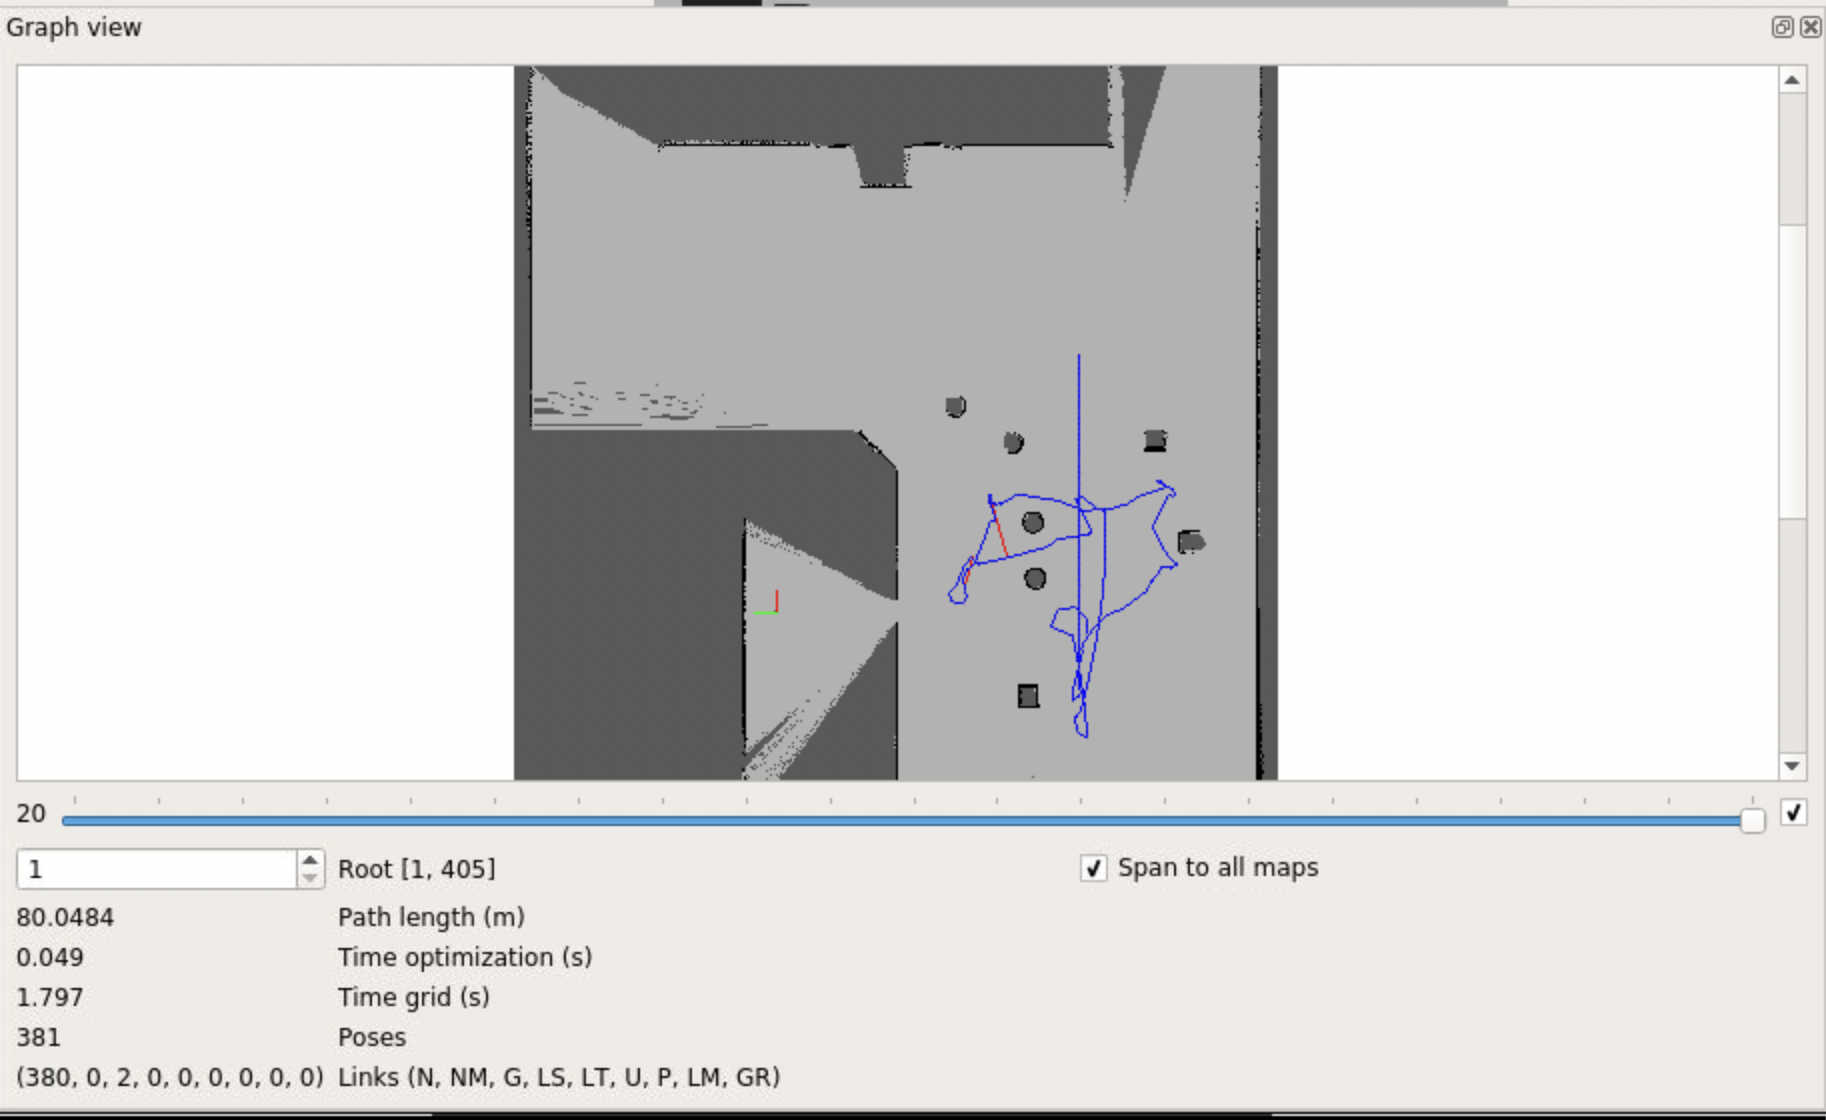 Graph view
20
1 Root [1, 405] Span to all maps
80.0484 Path length (m)
0.049 Time optimization (s)
1.797 Time grid (s)
381 Poses
(380, 0, 2, 0, 0, 0, 0, 0, 0) Links (N, NM, G, LS, LT, U, P, LM, GR)